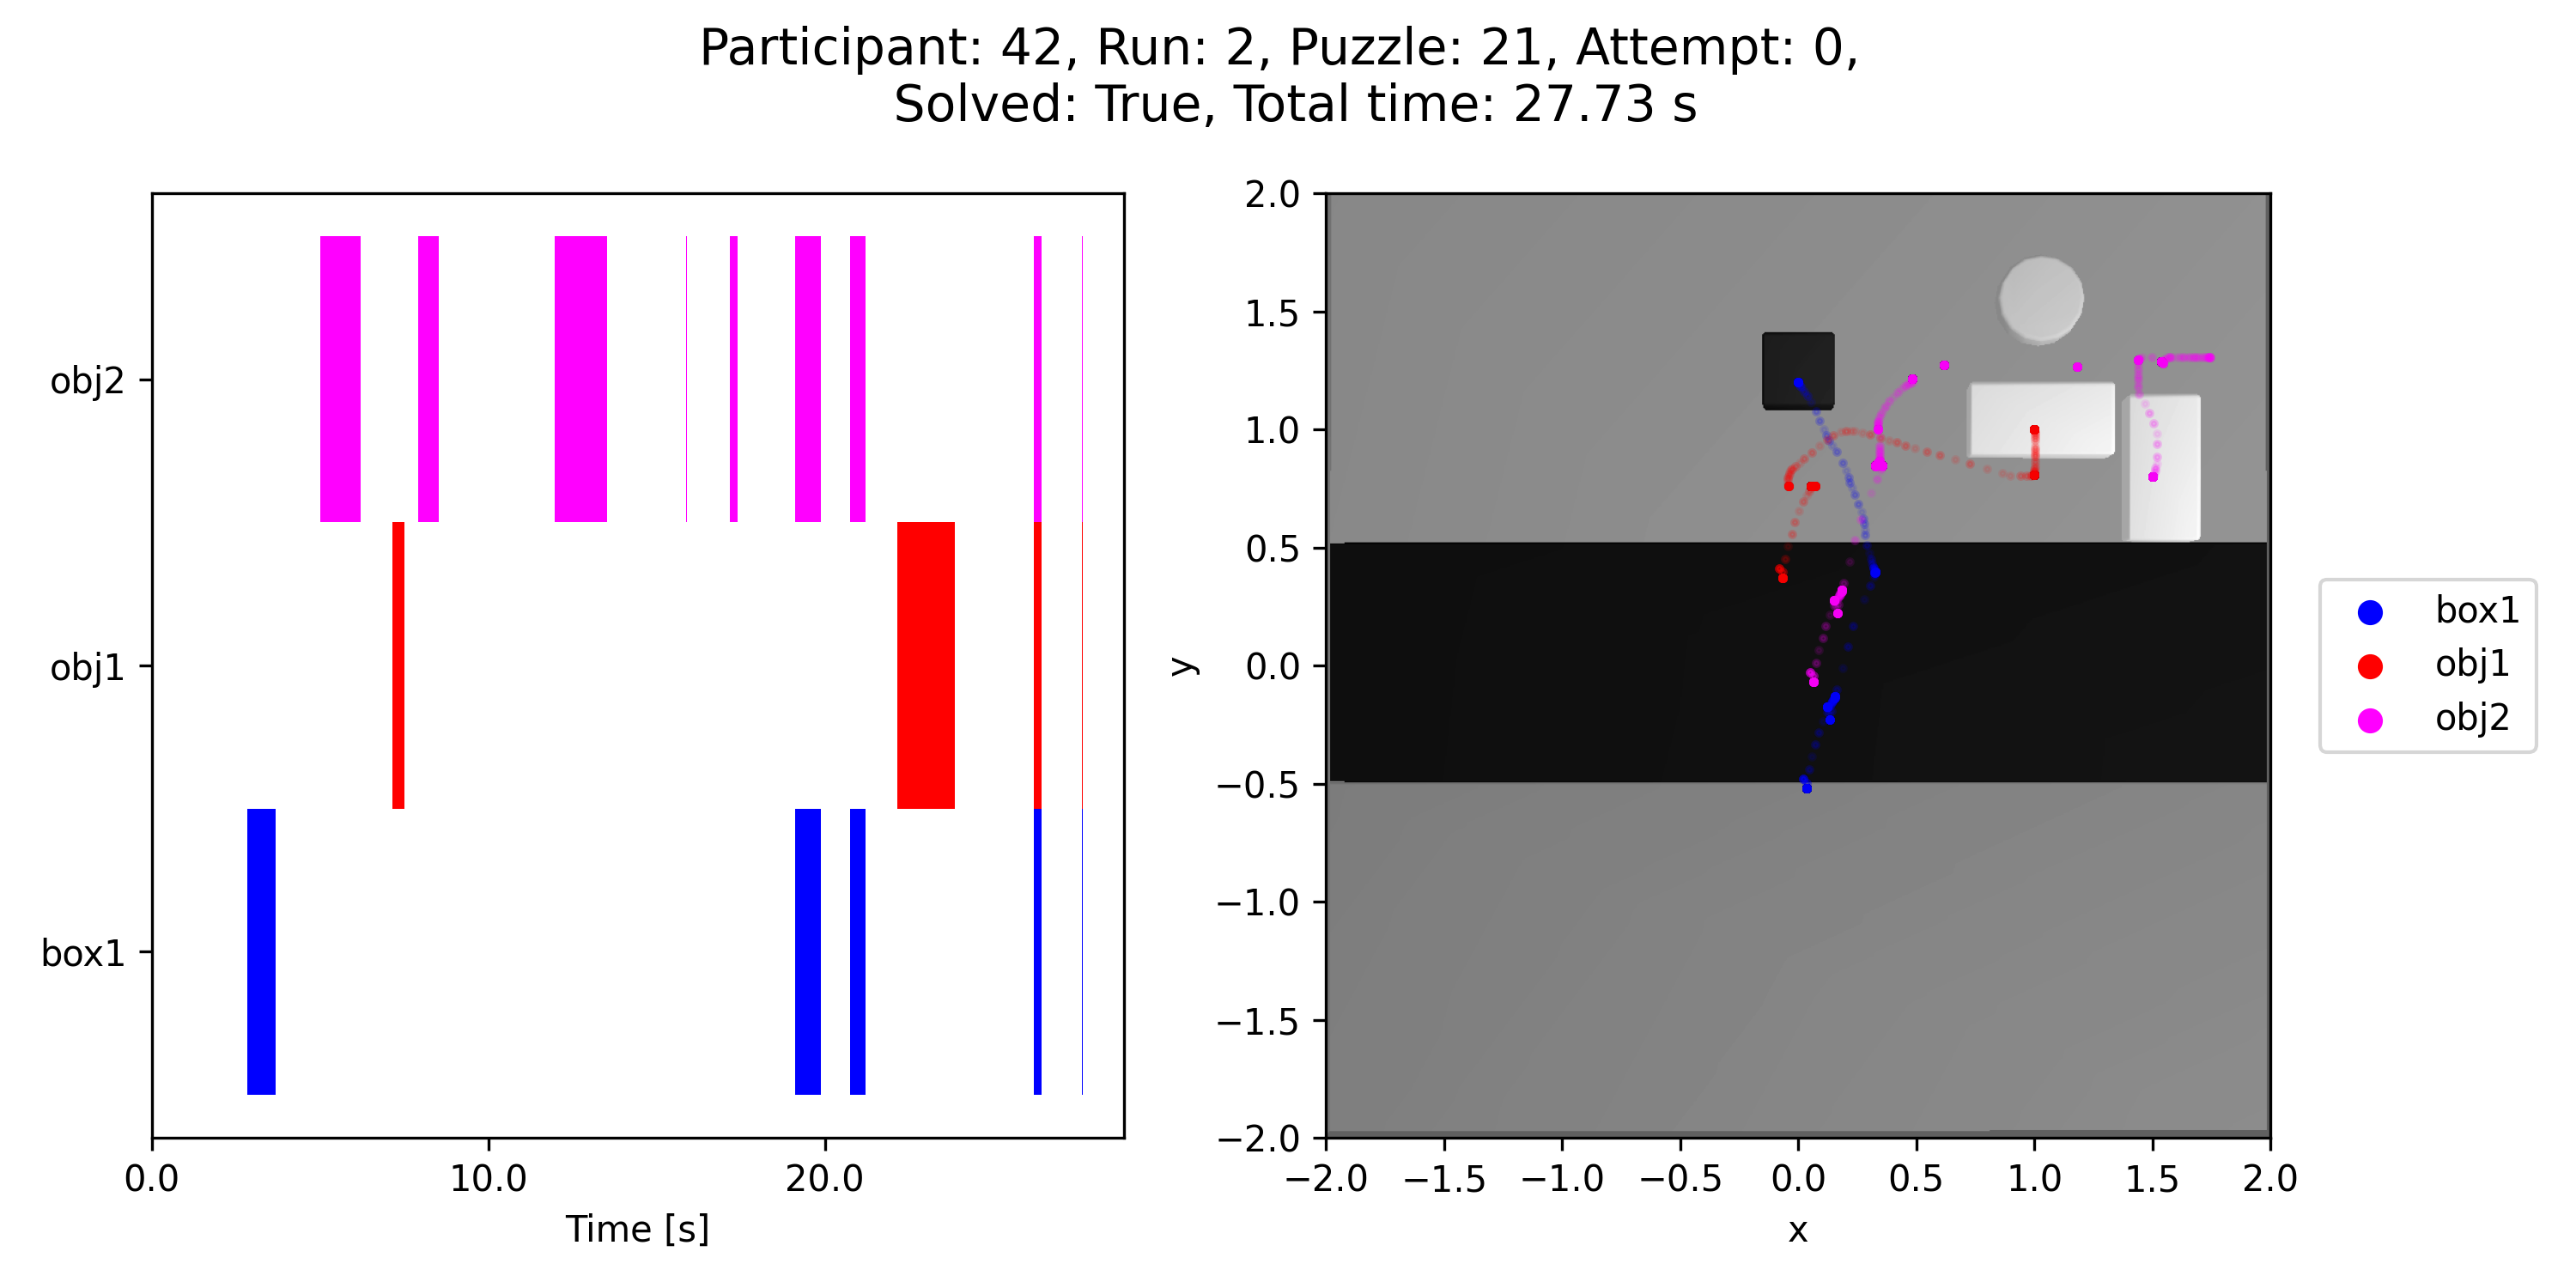 Participant: 42, Run: 2, Puzzle: 21, Attempt: 0,
Solved: True, Total time: 27.73 s
obj2
obj1
box1
0.0 10.0 20.0
Time [s]
2.0
1.5
1.0
0.5
0.0
−0.5
−1.0
−1.5
−2.0
y
−2.0 −1.5 −1.0 −0.5 0.0 0.5 1.0 1.5 2.0
x
box1
obj1
obj2